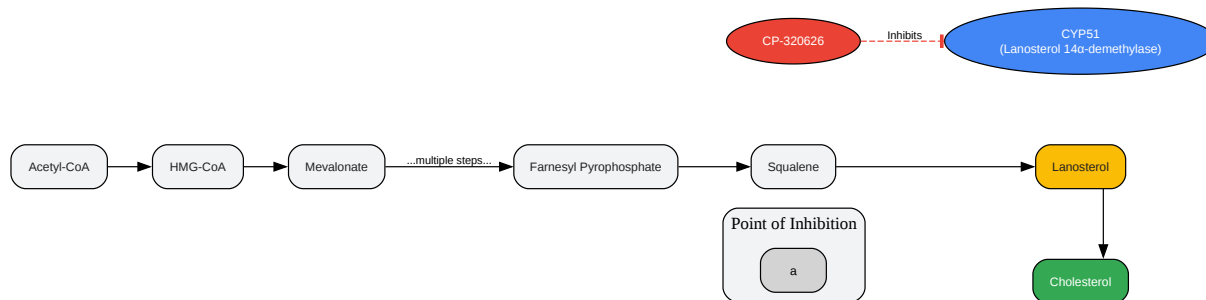 CP-320626
Inhibits
CYP51
(Lanosterol 14α-demethylase)
Acetyl-CoA
HMG-CoA
Mevalonate
...multiple steps...
Farnesyl Pyrophosphate
Squalene
Lanosterol
Point of Inhibition
a
Cholesterol